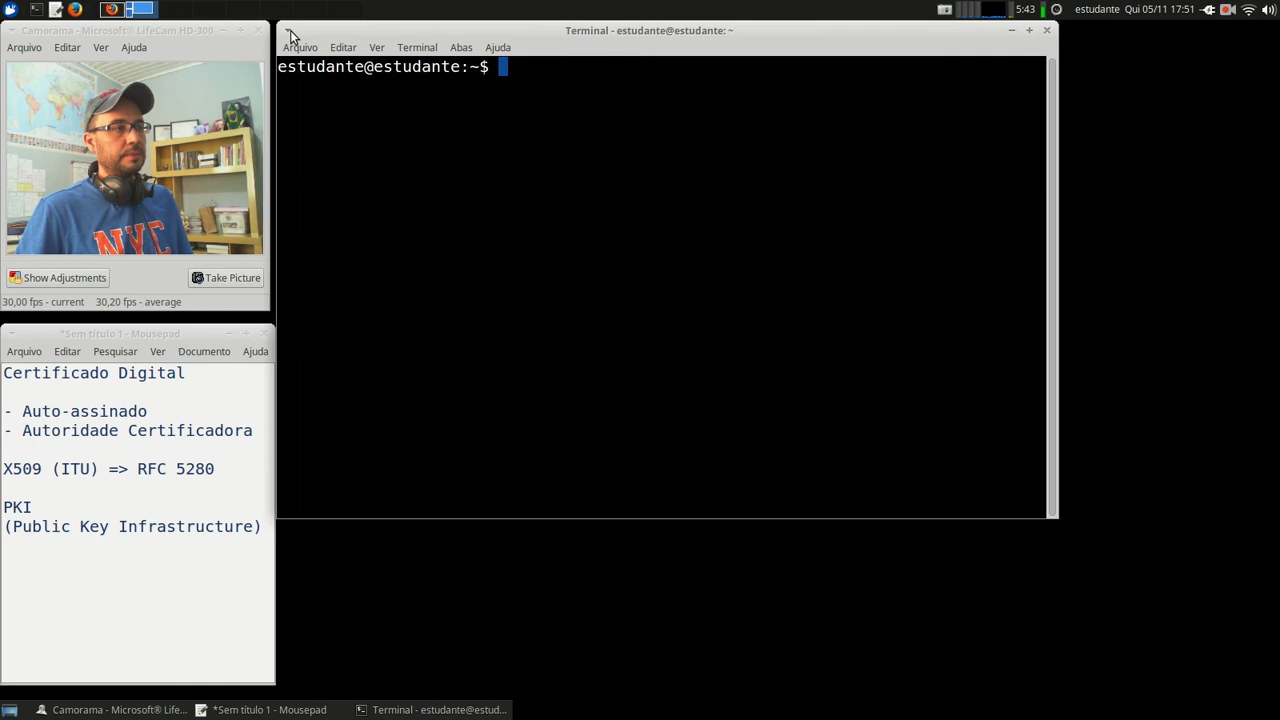 5:43 estudante Qui 05/11 17:51
Camorama - Microsoft® LifeCam HD-300
Arquivo Editar Ver Ajuda
NYC
Show Adjustments Take Picture
30,00 fps - current 30,20 fps - average
Terminal - estudante@estudante: ~
Arquivo Editar Ver Terminal Abas Ajuda
estudante@estudante:~$
*Sem título 1 - Mousepad
Arquivo Editar Pesquisar Ver Documento Ajuda
Certificado Digital
- Auto-assinado
- Autoridade Certificadora
X509 (ITU) => RFC 5280
PKI
(Public Key Infrastructure)
Camorama - Microsoft® Life... *Sem título 1 - Mousepad Terminal - estudante@estud...